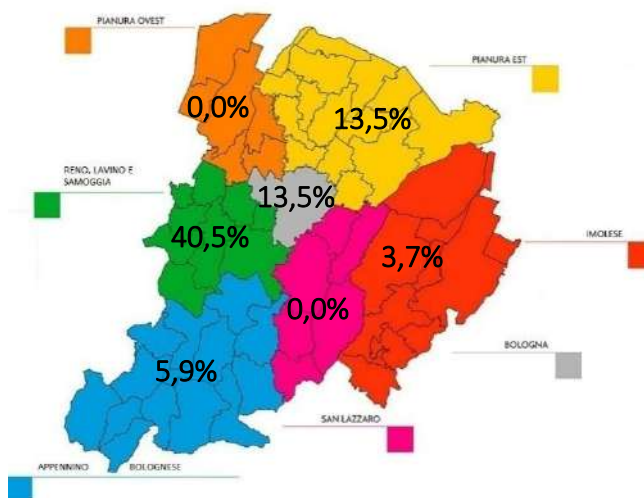 PIANURA OVEST
PIANURA EST
0,0%
13,5%
RENO, LAVINO E
SAMOGGIA
13,5%
40,5%
3,7%
IMOLESE
0,0%
BOLOGNA
5,9%
SAN LAZZARO
APPENNINO BOLOGNESE